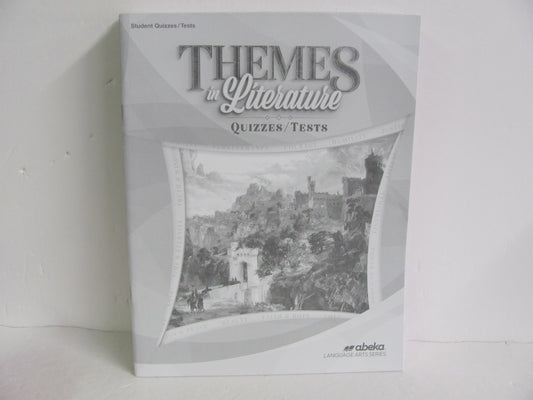 Student Quizzes/Tests
THEMES
in Literature
QUIZZES/TESTS
abeka
LANGUAGE ARTS SERIES